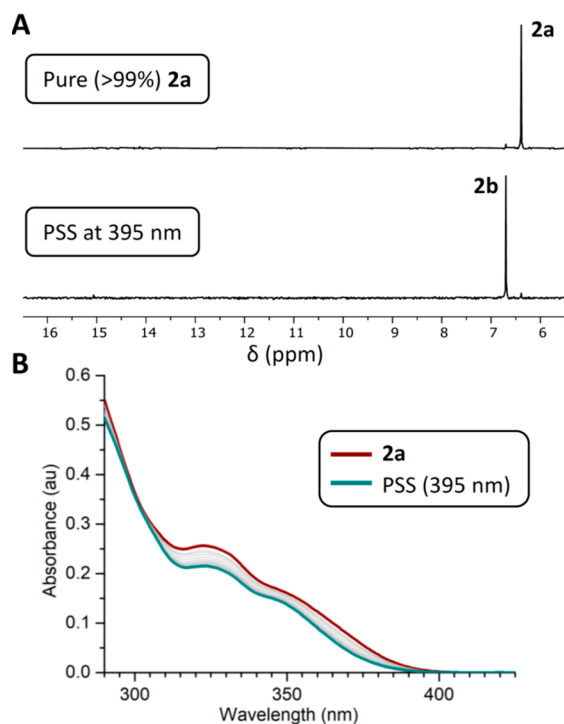 A
2a
Pure (>99%) 2a
2b
PSS at 395 nm
16 15 14 13 12 11 10 9 8 7 6
δ (ppm)
B
0.6
0.5
0.4
0.3
0.2
0.1
0.0
Absorbance (au)
2a
PSS (395 nm)
300 350 400
Wavelength (nm)